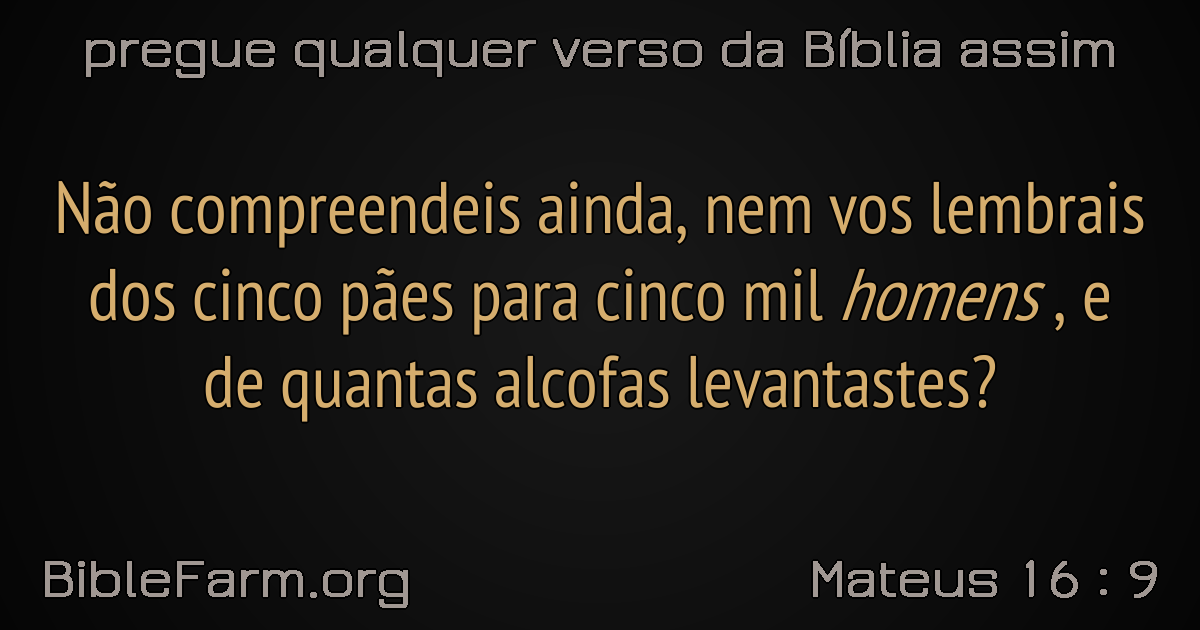 pregue qualquer verso da Bíblia assim
Não compreendeis ainda, nem vos lembrais
dos cinco pães para cinco mil homens , e
de quantas alcofas levantastes?
BibleFarm.org
Mateus 16 : 9